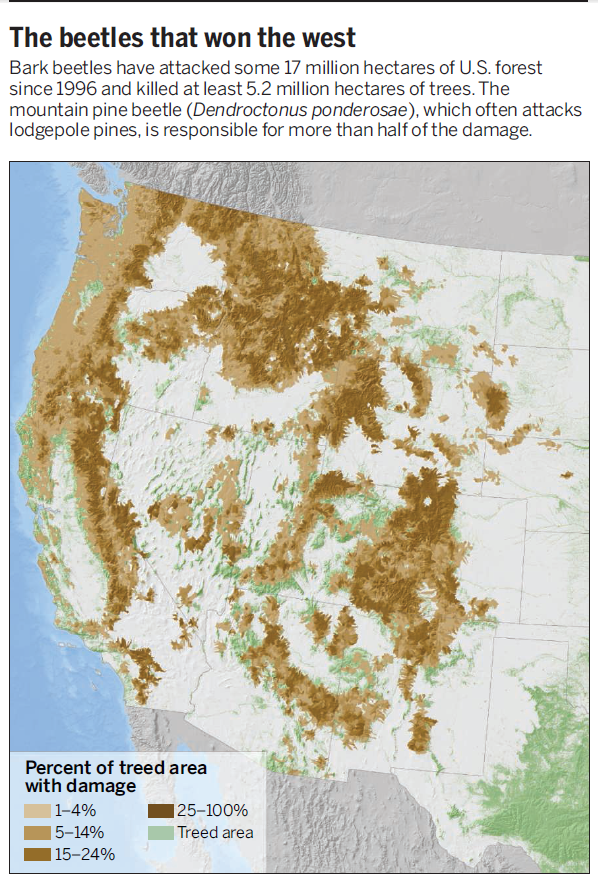 The beetles that won the west
Bark beetles have attacked some 17 million hectares of U.S. forest
since 1996 and killed at least 5.2 million hectares of trees. The
mountain pine beetle (Dendroctonus ponderosae), which often attacks
lodgepole pines, is responsible for more than half of the damage.
Percent of treed area
with damage
1–4%
5–14%
15–24%
25–100%
Treed area